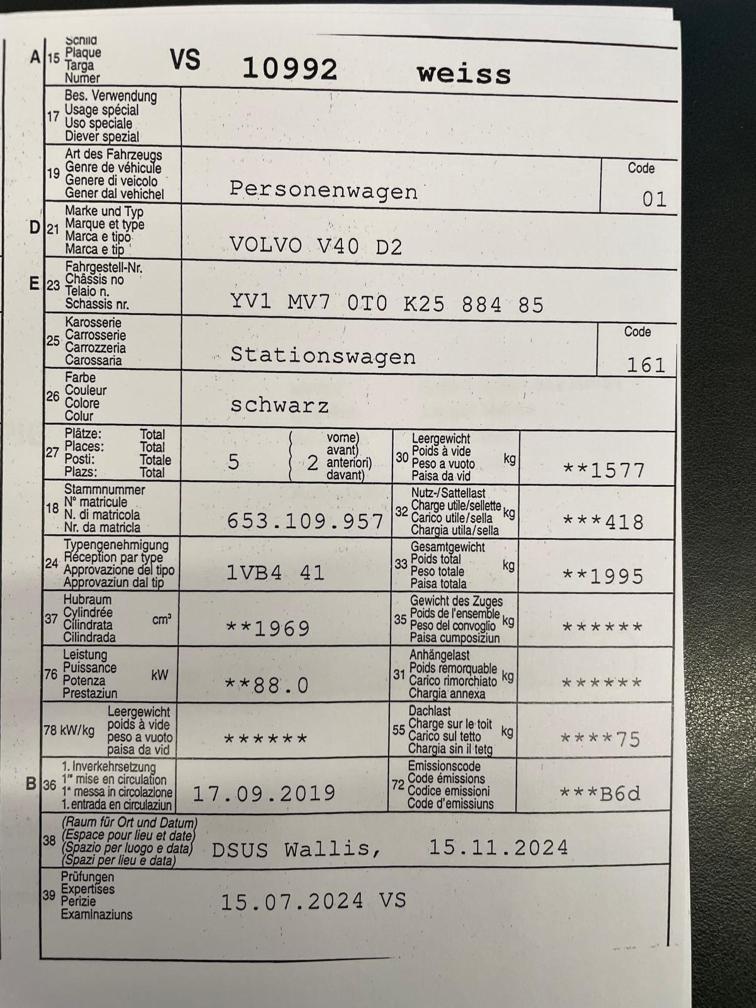 A 15 Schild
Plaque
Targa
Numer
VS 10992 weiss
17 Bes. Verwendung
Usage spécial
Uso speciale
Diever spezial
19 Art des Fahrzeugs
Genre de véhicule
Genere di veicolo
Gener dal vehichel
Personenwagen
Code
01
D 21 Marke und Typ
Marque et type
Marca e tipo
Marca e tip
VOLVO V40 D2
E 23 Fahrgestell-Nr.
Châssis no
Telaio n.
Schassis nr.
YV1 MV7 0T0 K25 884 85
25 Karosserie
Carrosserie
Carrozzeria
Carossaria
Stationswagen
Code
161
26 Farbe
Couleur
Colore
Colur
schwarz
27 Plätze: Total
Places: Total
Posti: Totale
Plazs: Total
5
( vorne)
avant)
2 anteriori)
davant)
30 Leergewicht
Poids à vide kg
Peso a vuoto
Paisa da vid
**1577
18 Stammnummer
N° matricule
N. di matricola
Nr. da matricla
653.109.957
32 Nutz-/Sattellast
Charge utile/sellette
Carico utile/sella kg
Chargia utila/sella
***418
24 Typengenehmigung
Réception par type
Approvazione del tipo
Approvaziun dal tip
1VB4 41
33 Gesamtgewicht
Poids total kg
Peso totale
Paisa totala
**1995
37 Hubraum
Cylindrée cm³
Cilindrata
Cilindrada
**1969
35 Gewicht des Zuges
Poids de l'ensemble
Peso del convoglio kg
Paisa cumposiziun
******
76 Leistung
Puissance kW
Potenza
Prestaziun
**88.0
31 Anhängelast
Poids remorquable
Carico rimorchiato kg
Chargia annexa
******
78 kW/kg Leergewicht
poids à vide
peso a vuoto
paisa da vid
******
55 Dachlast
Charge sur le toit
Carico sul tetto kg
Chargia sin il tetg
****75
B 36 1. Inverkehrsetzung
1re mise en circulation
1a messa in circolazione
1. entrada en circulaziun
17.09.2019
72 Emissionscode
Code émissions
Codice emissioni
Code d'emissiuns
***B6d
38 (Raum für Ort und Datum)
(Espace pour lieu et date)
(Spazio per luogo e data)
(Spazi per lieu e data)
DSUS Wallis, 15.11.2024
39 Prüfungen
Expertises
Perizie
Examinaziuns
15.07.2024 VS